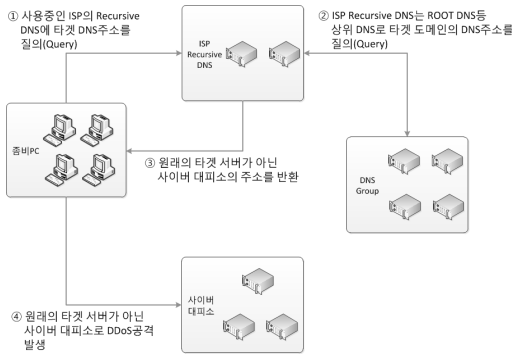 ① 사용중인 ISP의 Recursive
DNS에 타겟 DNS주소를
질의(Query)
② ISP Recursive DNS는 ROOT DNS등
상위 DNS로 타겟 도메인의 DNS주소를
질의(Query)
ISP
Recursive
DNS
좀비PC
③ 원래의 타겟 서버가 아닌
사이버 대피소의 주소를 반환
DNS
Group
사이버
대피소
④ 원래의 타겟 서버가 아닌
사이버 대피소로 DDoS공격
발생